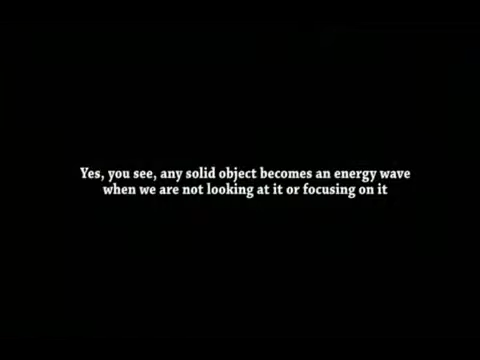 Yes, you see, any solid object becomes an energy wave
when we are not looking at it or focusing on it